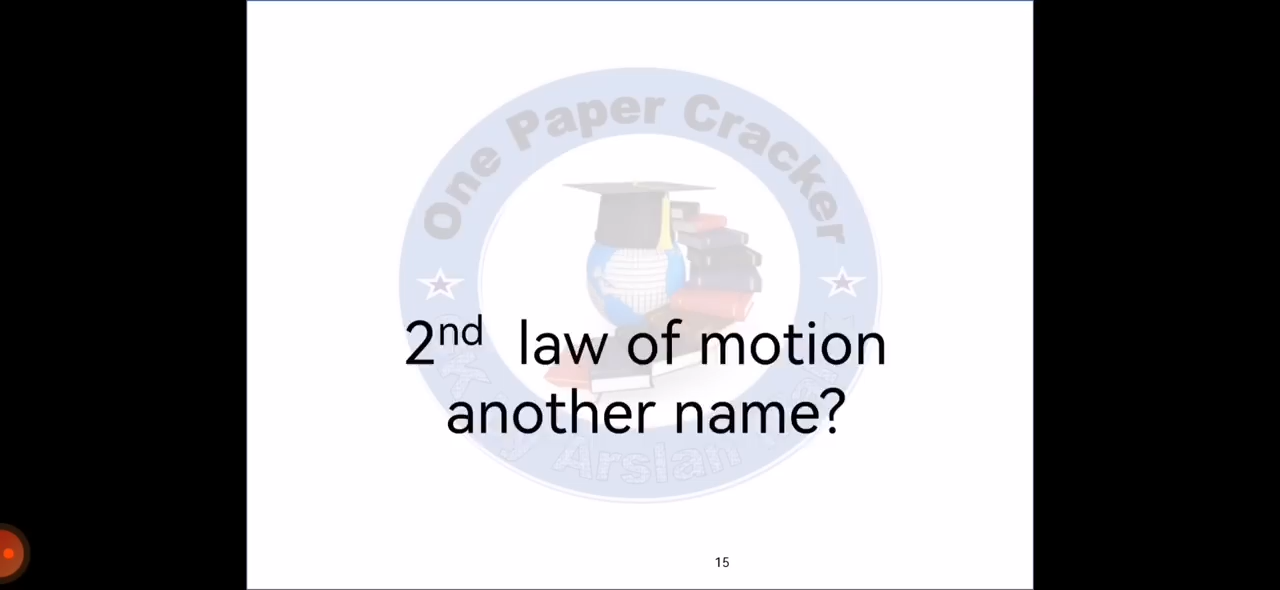 One Paper Cracker
2nd law of motion
another name?
Arslan
15